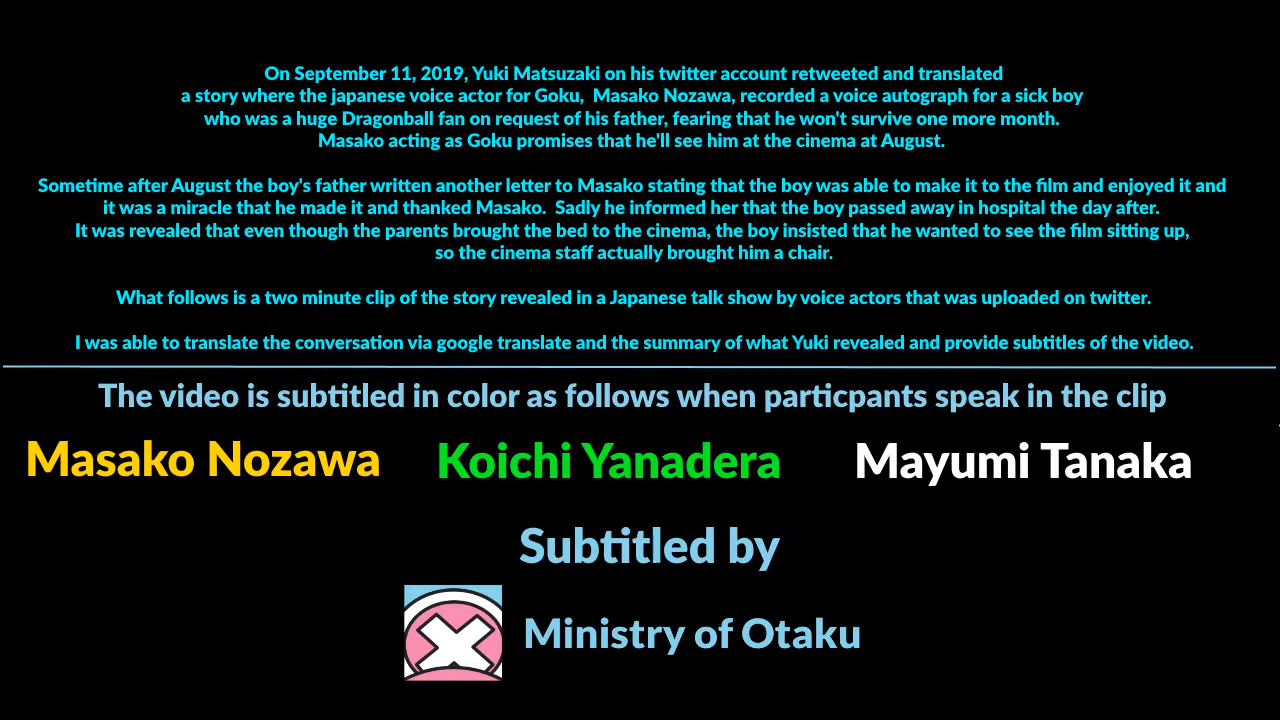 On September 11, 2019, Yuki Matsuzaki on his twitter account retweeted and translated
a story where the japanese voice actor for Goku,  Masako Nozawa, recorded a voice autograph for a sick boy
who was a huge Dragonball fan on request of his father, fearing that he won't survive one more month.
Masako acting as Goku promises that he'll see him at the cinema at August.
Sometime after August the boy's father written another letter to Masako stating that the boy was able to make it to the film and enjoyed it and
it was a miracle that he made it and thanked Masako.  Sadly he informed her that the boy passed away in hospital the day after.
It was revealed that even though the parents brought the bed to the cinema, the boy insisted that he wanted to see the film sitting up,
so the cinema staff actually brought him a chair.
What follows is a two minute clip of the story revealed in a Japanese talk show by voice actors that was uploaded on twitter.
I was able to translate the conversation via google translate and the summary of what Yuki revealed and provide subtitles of the video.
The video is subtitled in color as follows when particpants speak in the clip
Masako Nozawa Koichi Yanadera Mayumi Tanaka
Subtitled by
Ministry of Otaku